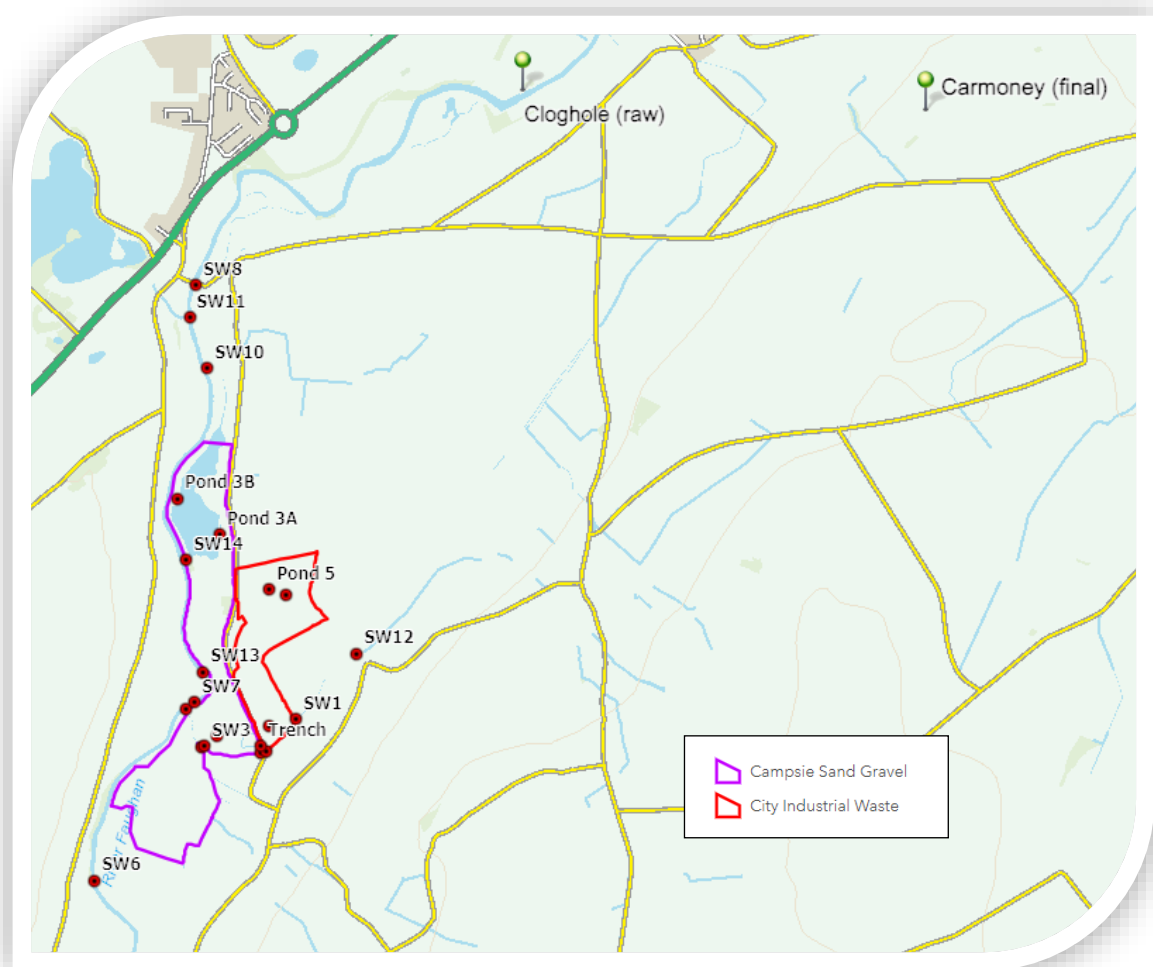 Carmoney (final)
Cloghole (raw)
SW8
SW11
SW10
Pond 3B
Pond 3A
SW14
Pond 5
SW12
SW13
SW7
SW1
SW3
Trench
Campsie Sand Gravel
City Industrial Waste
River Faughan
SW6